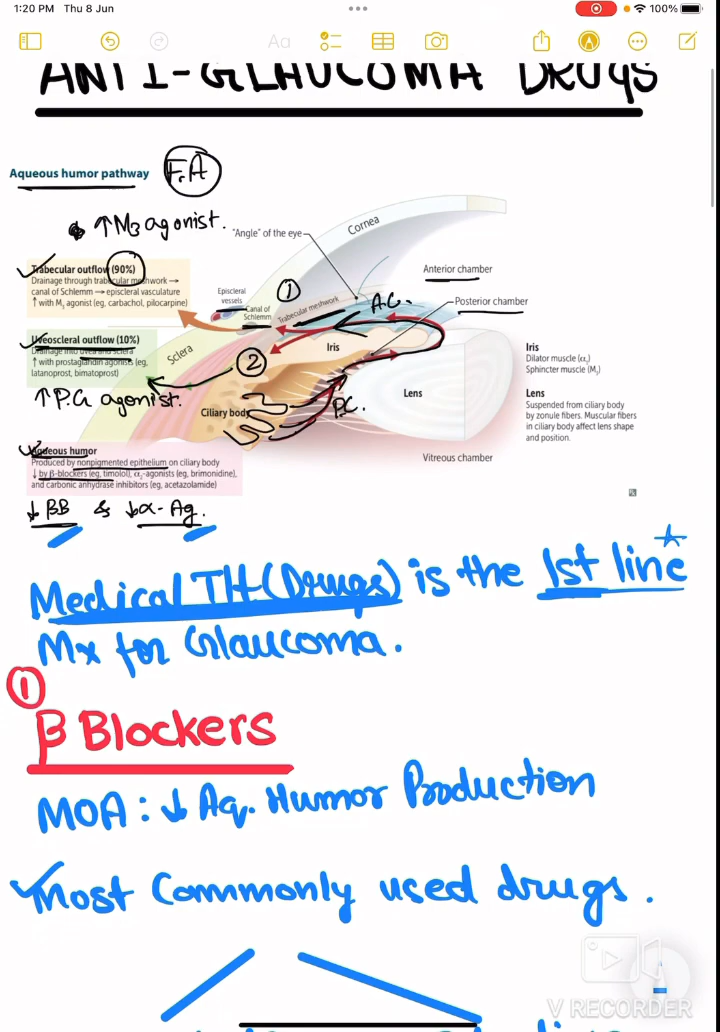 1:20 PM Thu 8 Jun
100%
Aa
ANTI-GLAUCOMA DRUGS
Aqueous humor pathway
F.A
↑M3 agonist.
"Angle" of the eye
Cornea
Trabecular outflow (90%)
Drainage through trabecular meshwork →
canal of Schlemm → episcleral vasculature
↑ with M3 agonist (eg, carbachol, pilocarpine)
Episcleral
vessels
Canal of
Schlemm
①
Trabecular meshwork
A.C.
Anterior chamber
Posterior chamber
Uveoscleral outflow (10%)
Drainage into uvea and sclera
↑ with prostaglandin agonists (eg,
latanoprost, bimatoprost)
Sclera
②
Iris
Iris
Dilator muscle (α1)
Sphincter muscle (M3)
↑P.G agonist.
Ciliary body
P.C.
Lens
Lens
Suspended from ciliary body
by zonule fibers. Muscular fibers
in ciliary body affect lens shape
and position.
Aqueous humor
Produced by nonpigmented epithelium on ciliary body
↓ by β-blockers (eg, timolol), α2-agonists (eg, brimonidine),
and carbonic anhydrase inhibitors (eg, acetazolamide)
Vitreous chamber
↓ BB & ↓α-Ag.
Medical TH (Drugs) is the 1st line
Mx for Glaucoma.
①
β Blockers
MOA : ↓ Aq. Humor Production
Most Commonly used drugs.
V RECORDER